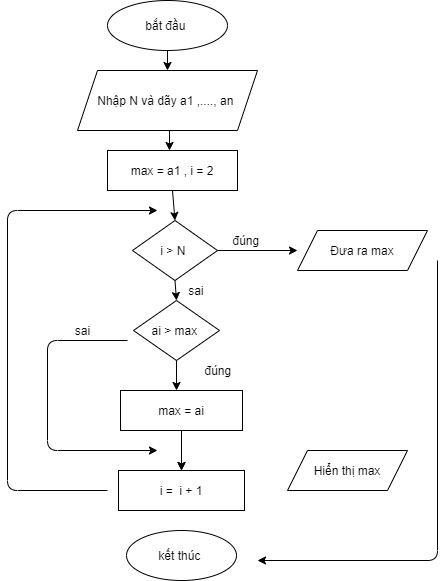 bắt đầu
Nhập N và dãy a1 ,...., an
max = a1 , i = 2
i > N
đúng
Đưa ra max
sai
ai > max
sai
đúng
max = ai
Hiển thị max
i = i + 1
kết thúc